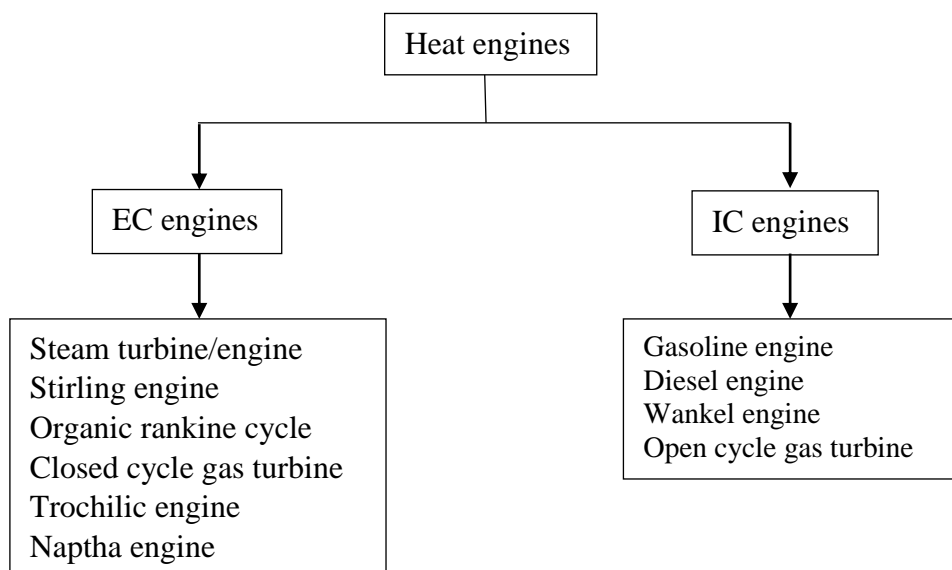 Heat engines
EC engines
IC engines
Steam turbine/engine
Stirling engine
Organic rankine cycle
Closed cycle gas turbine
Trochilic engine
Naptha engine
Gasoline engine
Diesel engine
Wankel engine
Open cycle gas turbine